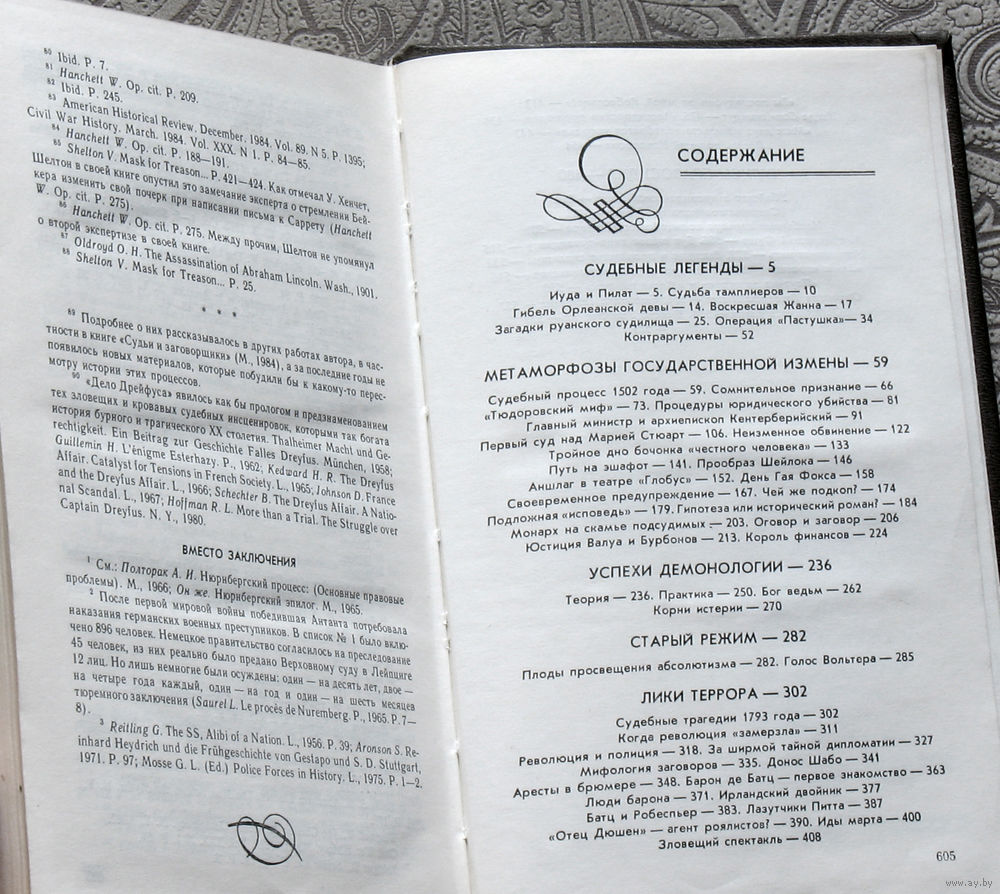 80 Ibid. P. 7.
81 Hanchett W. Op. cit. P. 209.
82 Ibid. P. 245.
83 American Historical Review. December. 1984. Vol. 89. N 5. P. 1395;
Civil War History. March. 1984. Vol. XXX. N 1. P. 84—85.
84 Hanchett W. Op. cit. P. 188—191.
85 Shelton V. Mask for Treason... P. 421—424. Как отмечал У. Хенчет,
Шелтон в своей книге опустил это замечание эксперта о стремлении Бей-
кера изменить свой почерк при написании письма к Саррету (Hanchett
W. Op. cit. P. 275).
86 Hanchett W. Op. cit. P. 275. Между прочим, Шелтон не упомянул
о второй экспертизе в своей книге.
87 Oldroyd O. H. The Assassination of Abraham Lincoln. Wash., 1901.
88 Shelton V. Mask for Treason... P. 25.
* * *
89 Подробнее о них рассказывалось в других работах автора, в час-
тности в книге «Судьи и заговорщики» (М., 1984), а за последние годы не
появилось новых материалов, которые побудили бы к какому-то перес-
мотру истории этих процессов.
90 «Дело Дрейфуса» явилось как бы прологом и предзнаменованием
тех зловещих и кровавых судебных инсценировок, которыми так богата
история бурного и трагического XX столетия. Thalheimer Macht und Ge-
rechtigkeit. Ein Beitrag zur Geschichte Falles Dreyfus. München, 1958;
Guillemin H. L'énigme Esterhazy. P., 1962; Kedward H. R. The Dreyfus
Affair. Catalyst for Tensions in French Society. L., 1965; Johnson D. France
and the Dreyfus Affair. L., 1966; Schechter B. The Dreyfus Affair. A Natio-
nal Scandal. L., 1967; Hoffman R. L. More than a Trial. The Struggle over
Captain Dreyfus. N. Y., 1980.
ВМЕСТО ЗАКЛЮЧЕНИЯ
1 См.: Полторак А. И. Нюрнбергский процесс: (Основные правовые
проблемы). М., 1966; Он же. Нюрнбергский эпилог. М., 1965.
2 После первой мировой войны победившая Антанта потребовала
наказания германских военных преступников. В список № 1 было вклю-
чено 896 человек. Немецкое правительство согласилось на преследование
45 человек, из них реально было предано Верховному суду в Лейпциге
12 лиц. Но лишь немногие были осуждены: один — на десять лет, двое —
на четыре года каждый, один — на год и один — на шесть месяцев
тюремного заключения (Saurel L. Le procès de Nuremberg. P., 1965. P. 7—
8).
3 Reitling G. The SS, Alibi of a Nation. L., 1956. P. 39; Aronson S. Re-
inhard Heydrich und die Frühgeschichte von Gestapo und S. D. Stuttgart,
1971. P. 97; Mosse G. L. (Ed.) Police Forces in History. L., 1975. P. 1—2.
СОДЕРЖАНИЕ
СУДЕБНЫЕ ЛЕГЕНДЫ — 5
Иуда и Пилат — 5. Судьба тамплиеров — 10
Гибель Орлеанской девы — 14. Воскресшая Жанна — 17
Загадки руанского судилища — 25. Операция «Пастушка» — 34
Контраргументы — 52
МЕТАМОРФОЗЫ ГОСУДАРСТВЕННОЙ ИЗМЕНЫ — 59
Судебный процесс 1502 года — 59. Сомнительное признание — 66
«Тюдоровский миф» — 73. Процедуры юридического убийства — 81
Главный министр и архиепископ Кентерберийский — 91
Первый суд над Марией Стюарт — 106. Неизменное обвинение — 122
Тройное дно бочонка «честного человека» — 133
Путь на эшафот — 141. Прообраз Шейлока — 146
Аншлаг в театре «Глобус» — 152. День Гая Фокса — 158
Своевременное предупреждение — 167. Чей же подкоп? — 174
Подложная «исповедь» — 179. Гипотеза или исторический роман? — 184
Монарх на скамье подсудимых — 203. Оговор и заговор — 206
Юстиция Валуа и Бурбонов — 213. Король финансов — 224
УСПЕХИ ДЕМОНОЛОГИИ — 236
Теория — 236. Практика — 250. Бог ведьм — 262
Корни истерии — 270
СТАРЫЙ РЕЖИМ — 282
Плоды просвещения абсолютизма — 282. Голос Вольтера — 285
ЛИКИ ТЕРРОРА — 302
Судебные трагедии 1793 года — 302
Когда революция «замерзла» — 311
Революция и полиция — 318. За ширмой тайной дипломатии — 327
Мифология заговоров — 335. Донос Шабо — 341
Аресты в брюмере — 348. Барон де Батц — первое знакомство — 363
Люди барона — 371. Ирландский двойник — 377
Батц и Робеспьер — 383. Лазутчики Питта — 387
«Отец Дюшен» — агент роялистов? — 390. Иды марта — 400
Зловещий спектакль — 408
605
www.ay.by